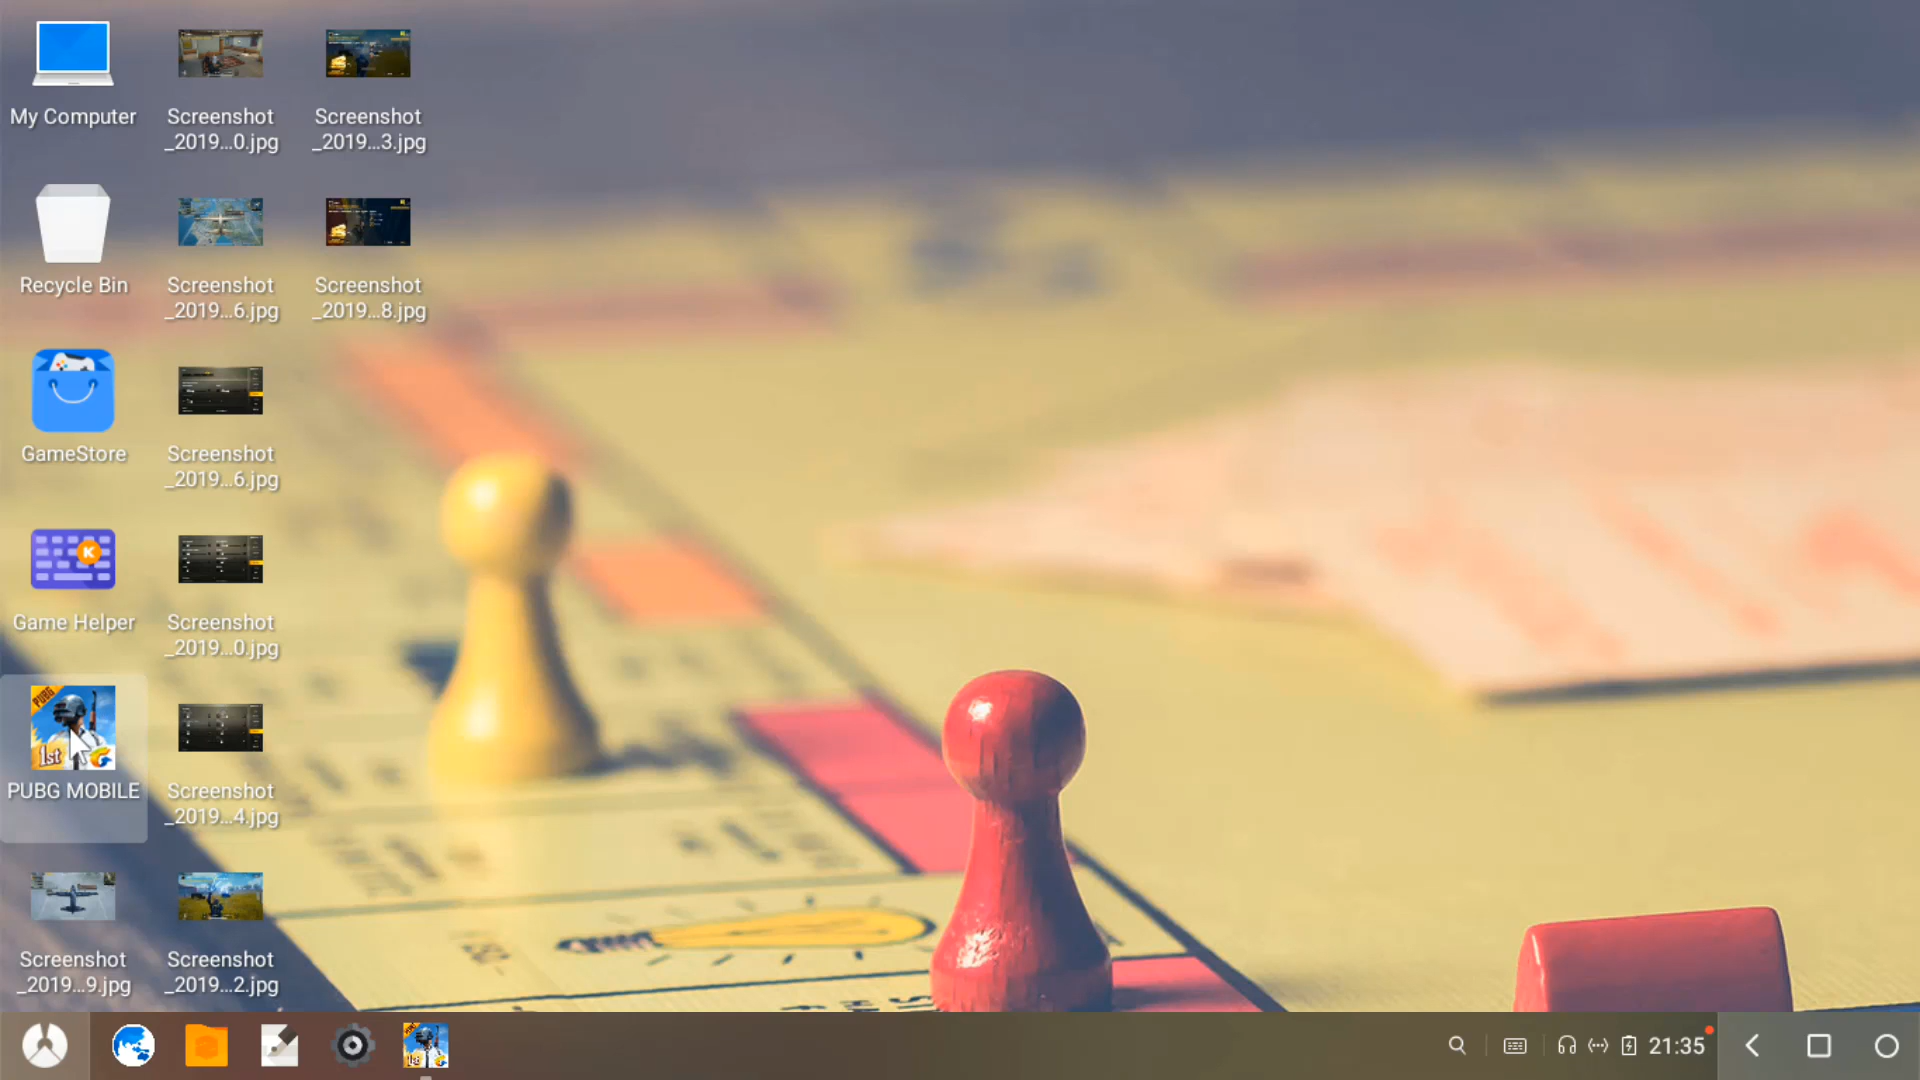 My Computer
Screenshot
_2019...0.jpg
Screenshot
_2019...3.jpg
Recycle Bin
Screenshot
_2019...6.jpg
Screenshot
_2019...8.jpg
GameStore
Screenshot
_2019...6.jpg
Game Helper
K
Screenshot
_2019...0.jpg
PUBG
1st
PUBG MOBILE
Screenshot
_2019...4.jpg
Screenshot
_2019...9.jpg
Screenshot
_2019...2.jpg
21:35